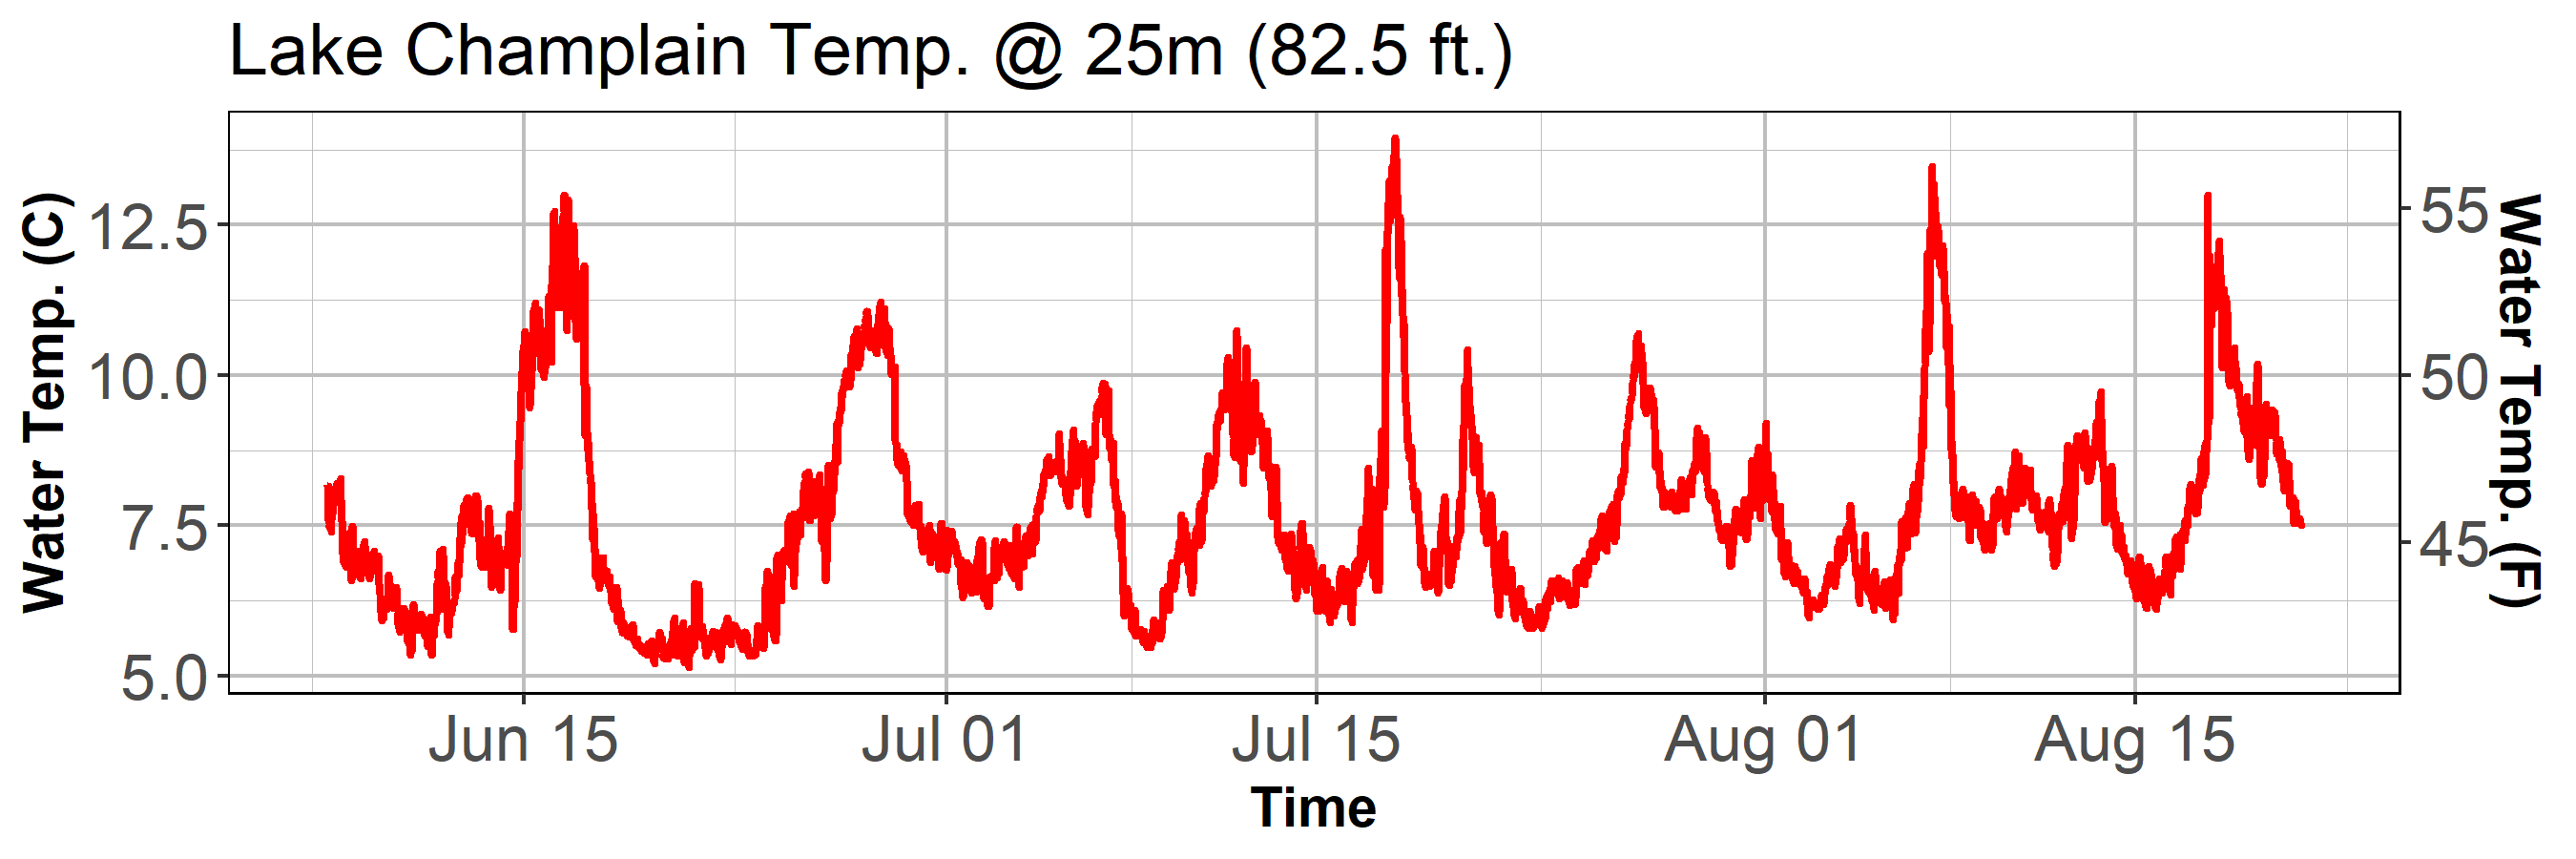 Lake Champlain Temp. @ 25m (82.5 ft.)
Water Temp. (C)
12.5
10.0
7.5
5.0
55
50
45
Water Temp. (F)
Jun 15
Jul 01
Jul 15
Aug 01
Aug 15
Time